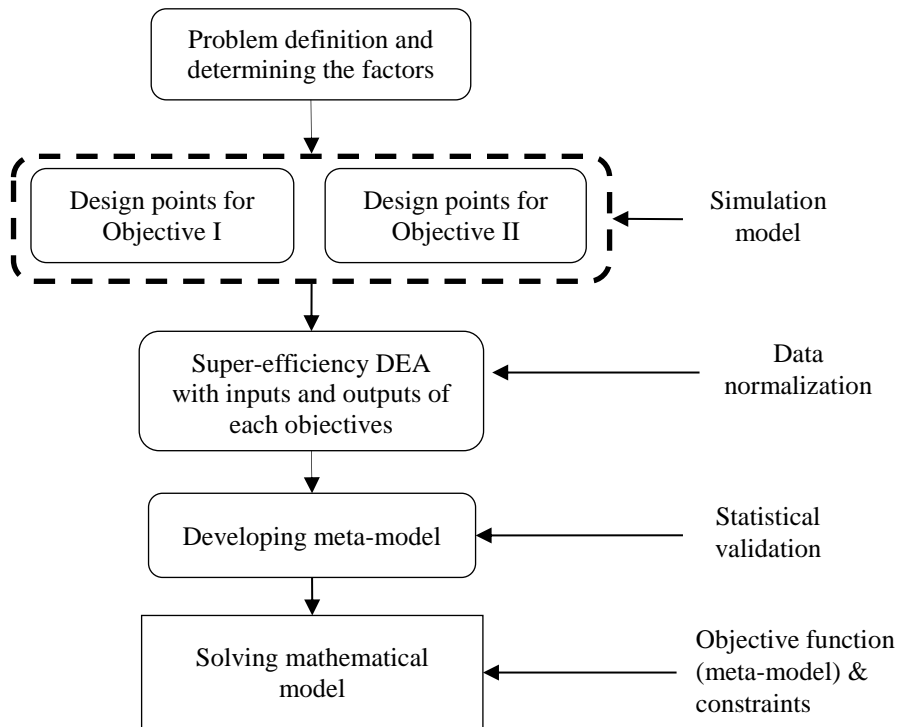 Problem definition and
determining the factors
Design points for
Objective I
Design points for
Objective II
Simulation
model
Super-efficiency DEA
with inputs and outputs of
each objectives
Data
normalization
Developing meta-model
Statistical
validation
Solving mathematical
model
Objective function
(meta-model) &
constraints